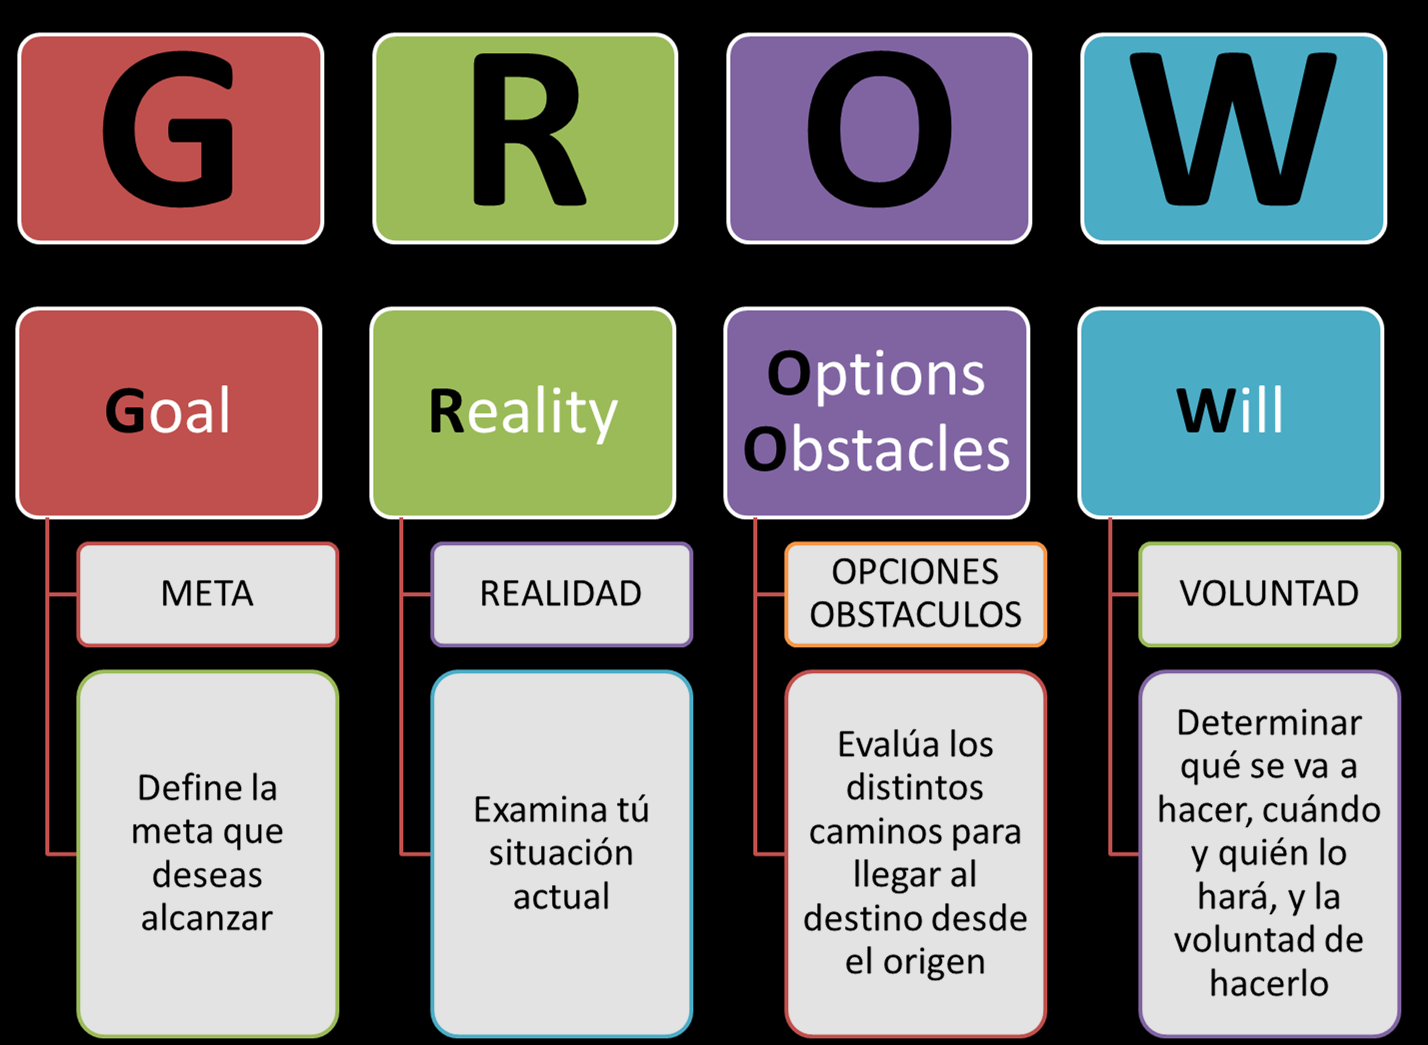 G
R
O
W
Goal
Reality
Options
Obstacles
Will
META
REALIDAD
OPCIONES
OBSTACULOS
VOLUNTAD
Define la
meta que
deseas
alcanzar
Examina tú
situación
actual
Evalúa los
distintos
caminos para
llegar al
destino desde
el origen
Determinar
qué se va a
hacer, cuándo
y quién lo
hará, y la
voluntad de
hacerlo